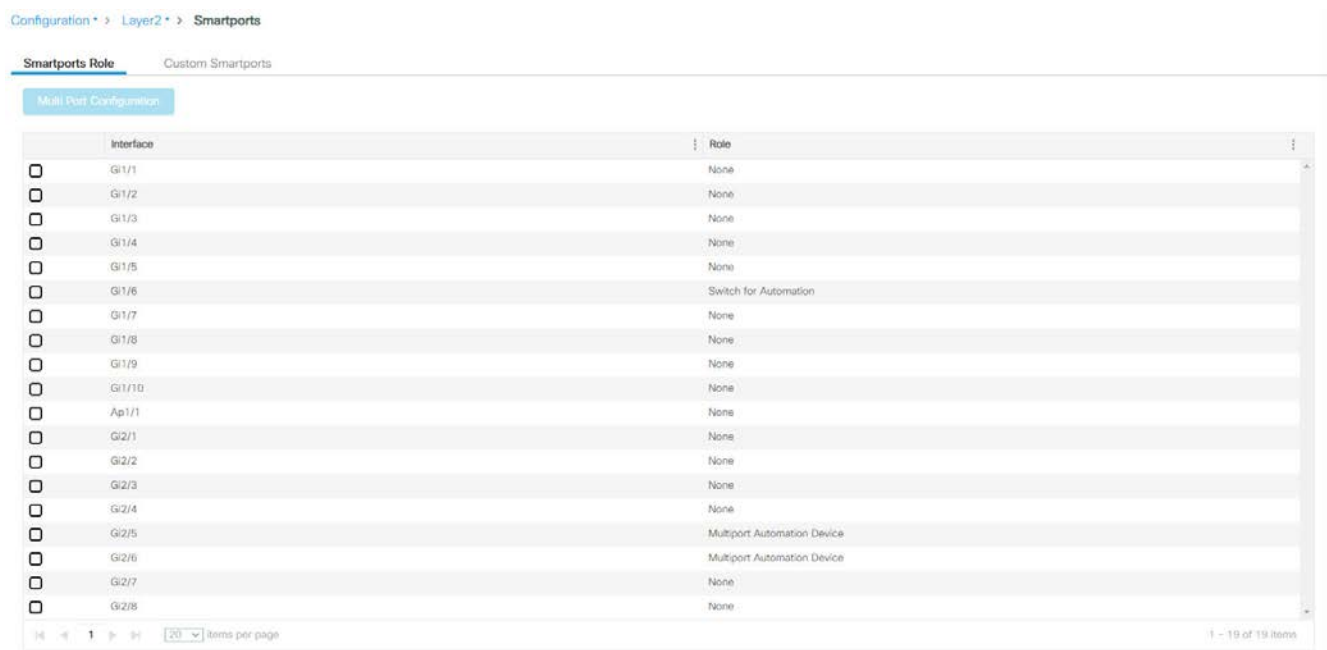 Configuration > Layer2 > Smartports
Smartports Role Custom Smartports
Multi Port Configuration
Interface Role
Gi1/1 None
Gi1/2 None
Gi1/3 None
Gi1/4 None
Gi1/5 None
Gi1/6 Switch for Automation
Gi1/7 None
Gi1/8 None
Gi1/9 None
Gi1/10 None
Ap1/1 None
Gi2/1 None
Gi2/2 None
Gi2/3 None
Gi2/4 None
Gi2/5 Multiport Automation Device
Gi2/6 Multiport Automation Device
Gi2/7 None
Gi2/8 None
1 20 items per page 1 - 19 of 19 items